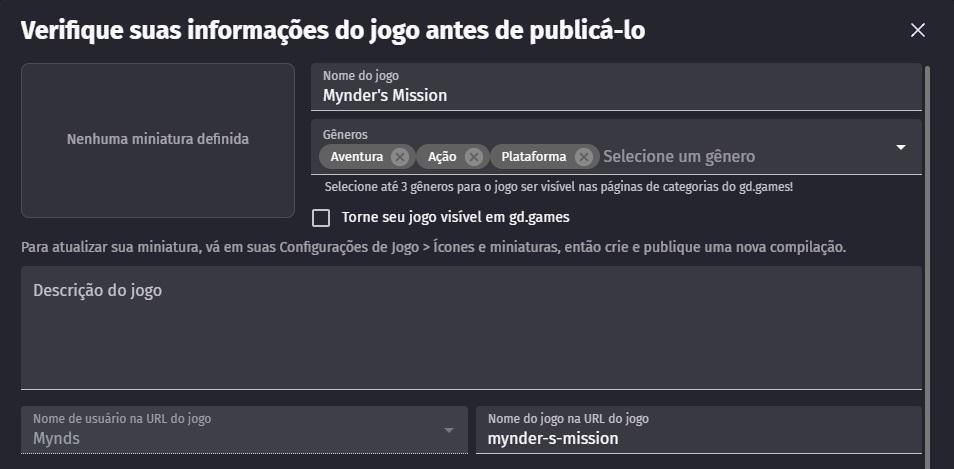 Verifique suas informações do jogo antes de publicá-lo
Nenhuma miniatura definida
Nome do jogo
Mynder's Mission
Gêneros
Aventura Ação Plataforma Selecione um gênero
Selecione até 3 gêneros para o jogo ser visível nas páginas de categorias do gd.games!
Torne seu jogo visível em gd.games
Para atualizar sua miniatura, vá em suas Configurações de Jogo > Ícones e miniaturas, então crie e publique uma nova compilação.
Descrição do jogo
Nome de usuário na URL do jogo
Mynds
Nome do jogo na URL do jogo
mynder-s-mission